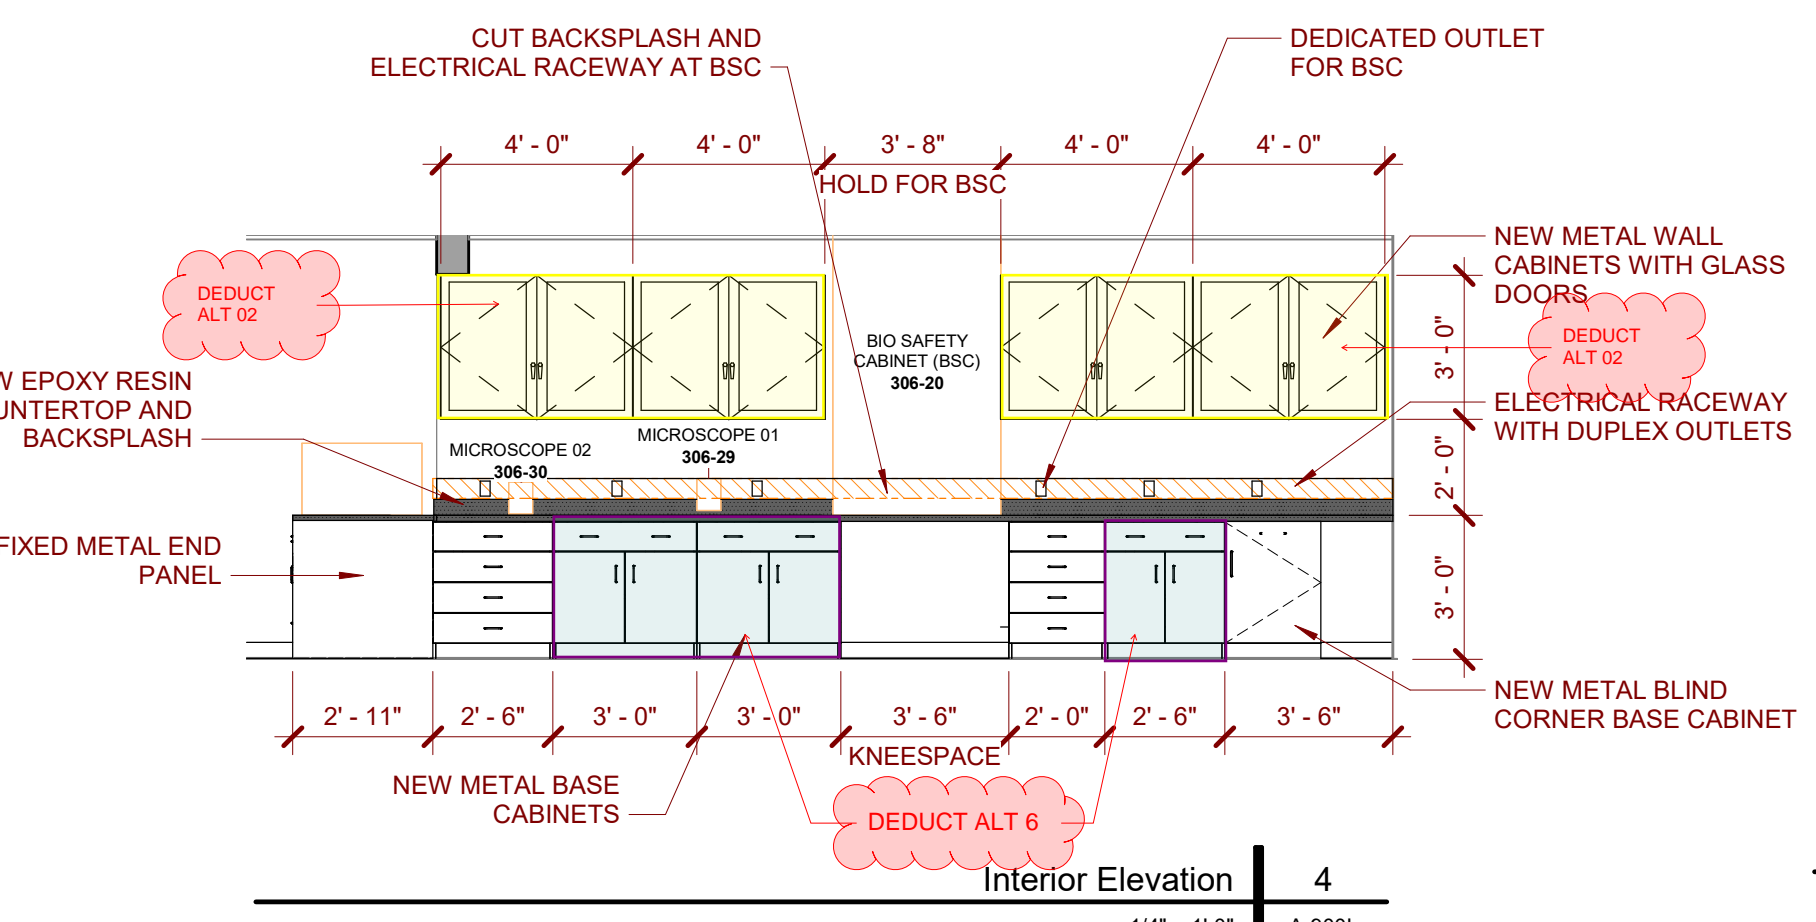 CUT BACKSPLASH AND
ELECTRICAL RACEWAY AT BSC
DEDICATED OUTLET
FOR BSC
4' - 0"
4' - 0"
3' - 8"
4' - 0"
4' - 0"
HOLD FOR BSC
NEW METAL WALL
CABINETS WITH GLASS
DOORS
DEDUCT
ALT 02
DEDUCT
ALT 02
3' - 0"
BIO SAFETY
CABINET (BSC)
306-20
EPOXY RESIN
AND
BACKSPLASH
ELECTRICAL RACEWAY
WITH DUPLEX OUTLETS
MICROSCOPE 02
306-30
MICROSCOPE 01
306-29
2' - 0"
FIXED METAL END
PANEL
3' - 0"
NEW METAL BLIND
CORNER BASE CABINET
2' - 11"
2' - 6"
3' - 0"
3' - 0"
3' - 6"
2' - 0"
2' - 6"
3' - 6"
KNEESPACE
NEW METAL BASE
CABINETS
DEDUCT ALT 6
Interior Elevation
4